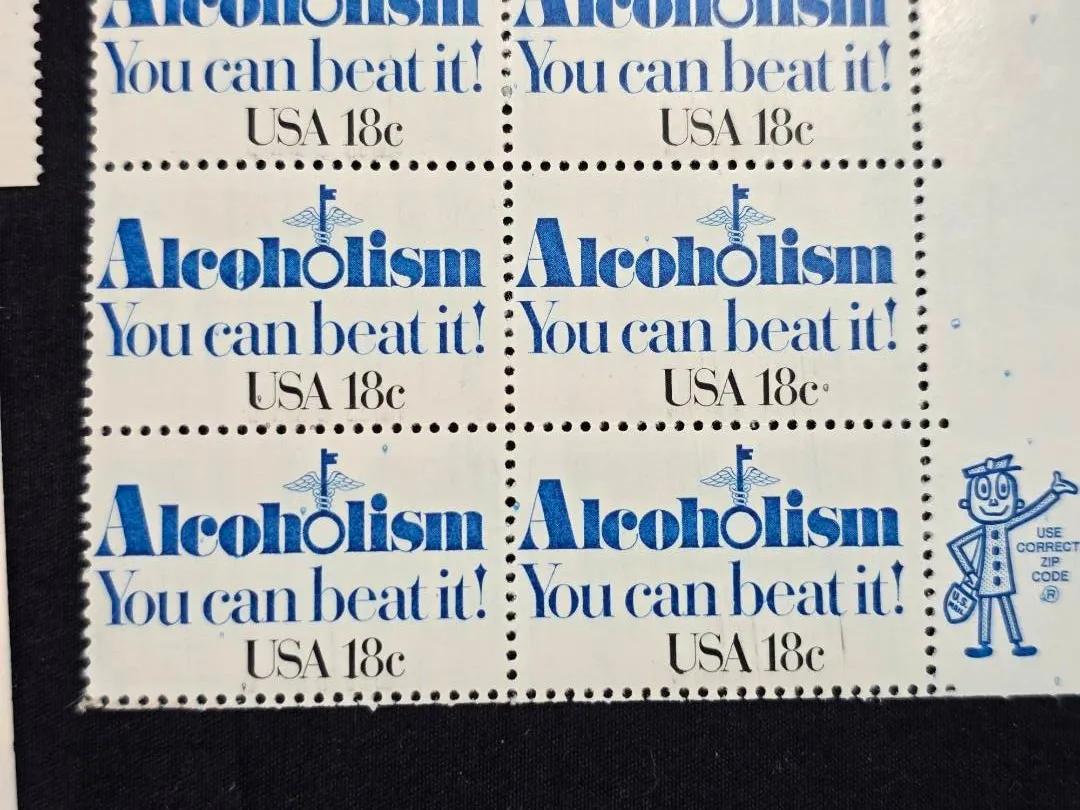 Alcoholism Alcoholism
You can beat it! You can beat it!
USA 18c USA 18c
Alcoholism Alcoholism
You can beat it! You can beat it!
USA 18c USA 18c
Alcoholism Alcoholism
You can beat it! You can beat it!
USA 18c USA 18c
USE
CORRECT
ZIP
CODE
®
U.S.
MAIL